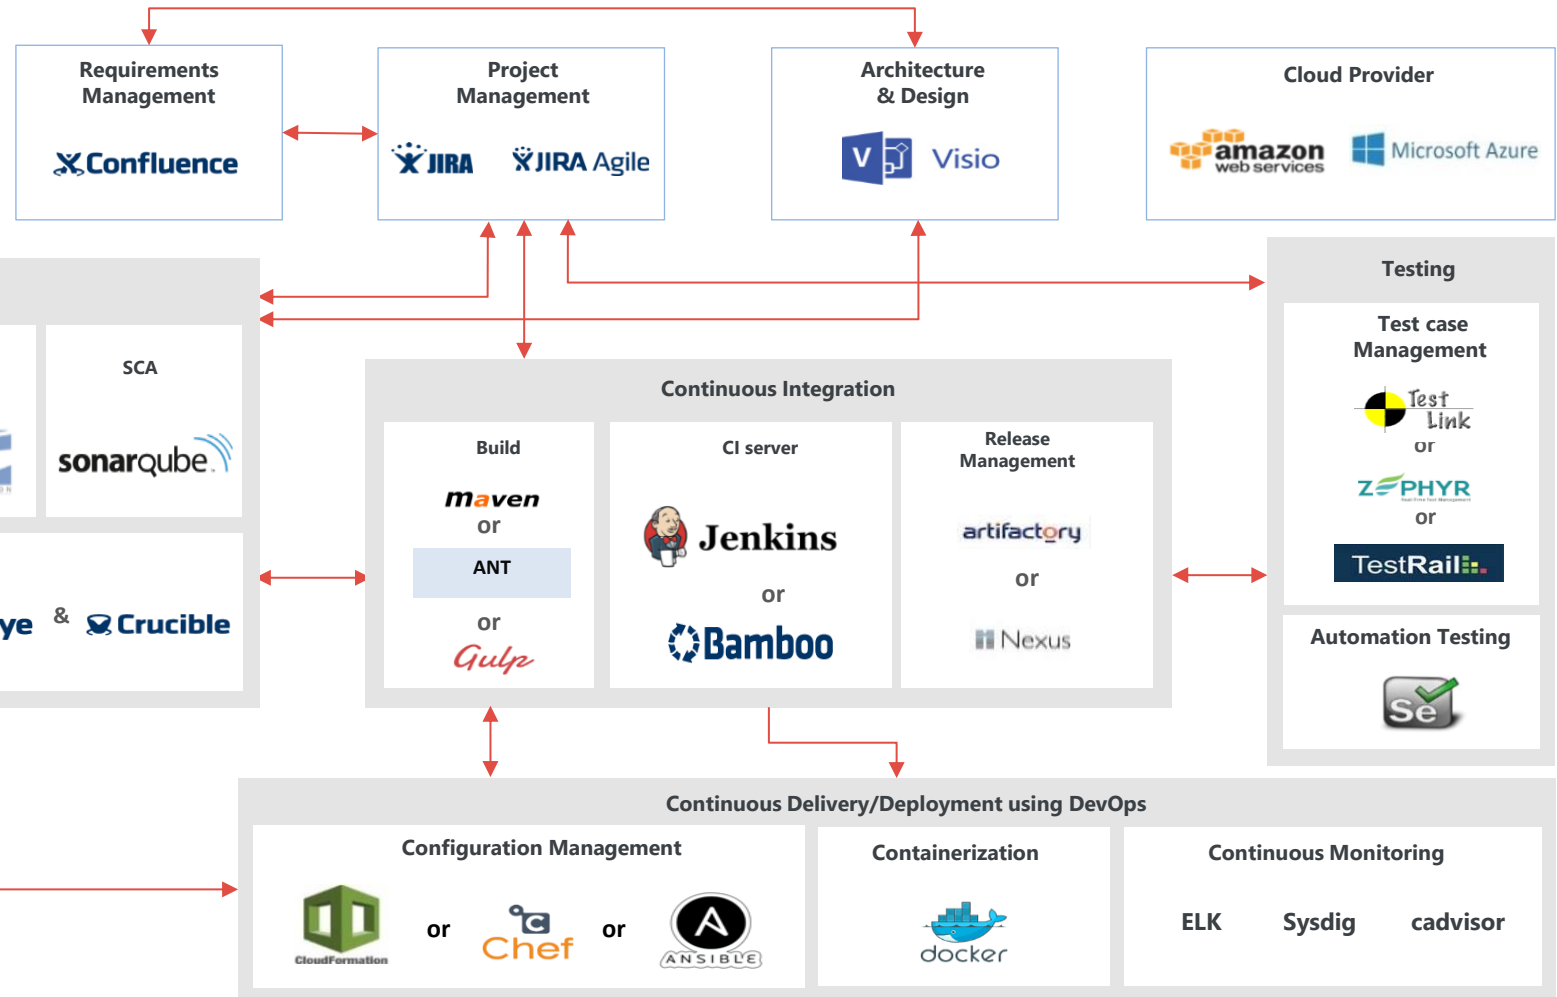 Requirements
Management
Confluence
Project
Management
JIRA
JIRA Agile
Architecture
& Design
V
Visio
Cloud Provider
amazon
web services
Microsoft Azure
SCA
sonarqube
ye & Crucible
Continuous Integration
Build
maven
or
ANT
or
Gulp
CI server
Jenkins
or
Bamboo
Release
Management
artifactory
or
Nexus
Testing
Test case
Management
Test
Link
or
ZEPHYR
or
TestRail
Automation Testing
Se
Continuous Delivery/Deployment using DevOps
Configuration Management
CloudFormation
or
Chef
or
A
ANSIBLE
Containerization
docker
Continuous Monitoring
ELK Sysdig cadvisor